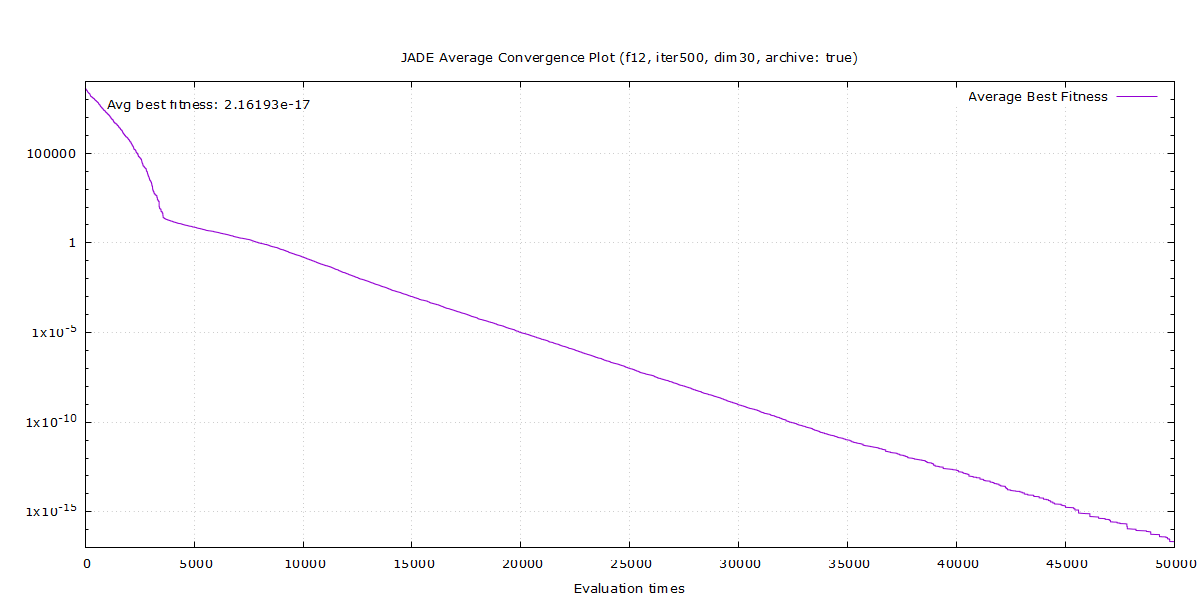 JADE Average Convergence Plot (f12, iter500, dim30, archive: true)
Avg best fitness: 2.16193e-17
Average Best Fitness
100000
1
1x10^-5
1x10^-10
1x10^-15
0 5000 10000 15000 20000 25000 30000 35000 40000 45000 50000
Evaluation times